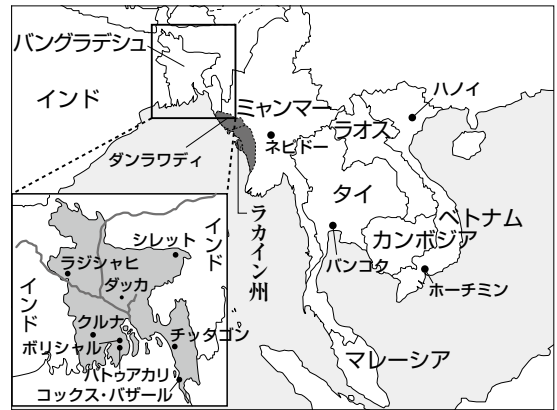 バングラデシュ
インド
ミャンマー
ハノイ
ラオス
ネピドー
ダンラワディ
タイ
ラカイン州
ベトナム
カンボジア
バンコク
ホーチミン
マレーシア
シレット
インド
ラジシャヒ
ダッカ
インド
クルナ
チッタゴン
ボリシャル
パトゥアカリ
コックス・バザール